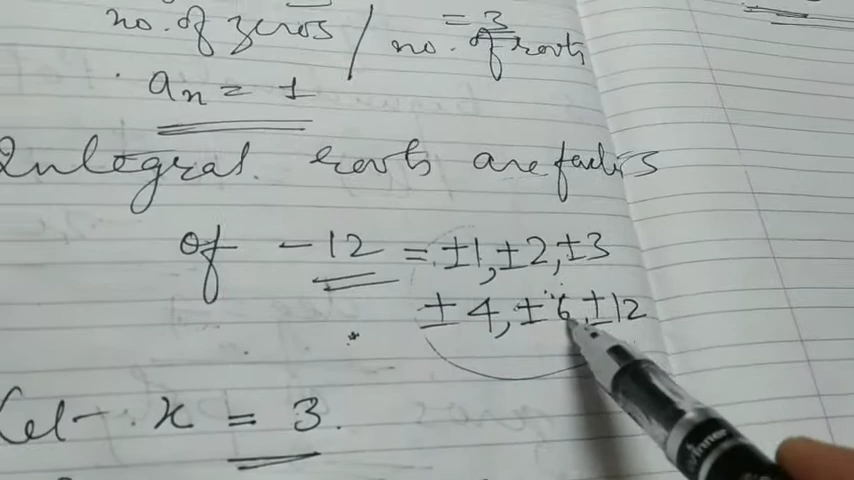 no. of zeros / no. of roots = 3
an = 1
Integral roots are factors
of -12 = ±1, ±2, ±3
±4, ±6, ±12
Let x = 3.